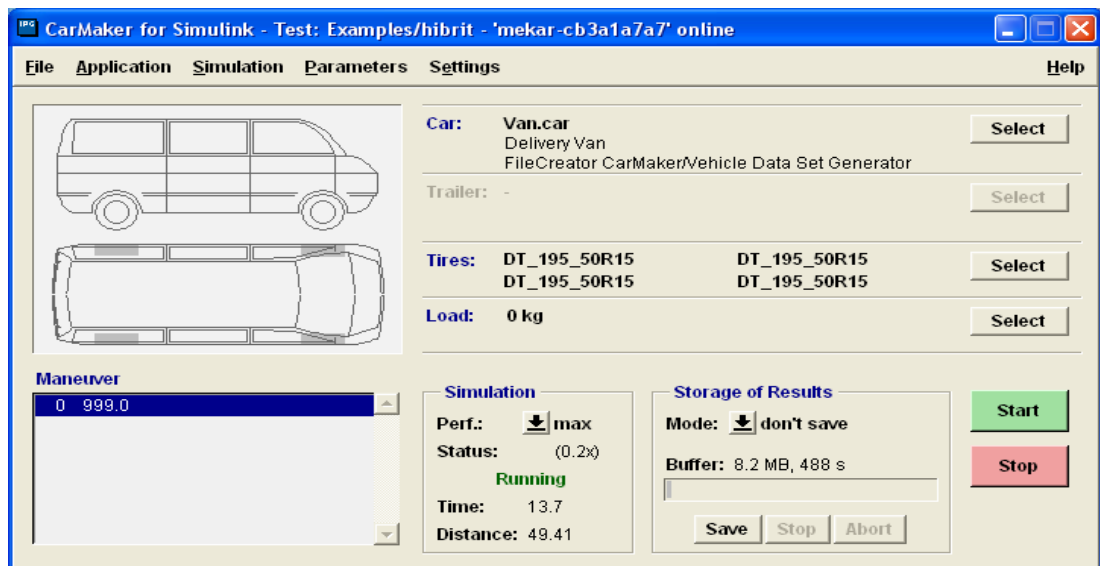 IPG CarMaker for Simulink - Test: Examples/hibrit - 'mekar-cb3a1a7a7' online
File Application Simulation Parameters Settings Help
Car: Van.car Select
Delivery Van
FileCreator CarMaker/Vehicle Data Set Generator
Trailer: - Select
Tires: DT_195_50R15 DT_195_50R15 Select
DT_195_50R15 DT_195_50R15
Load: 0 kg Select
Maneuver
0 999.0
Simulation
Perf.: max
Status: (0.2x)
Running
Time: 13.7
Distance: 49.41
Storage of Results
Mode: don't save
Buffer: 8.2 MB, 488 s
Save Stop Abort
Start
Stop